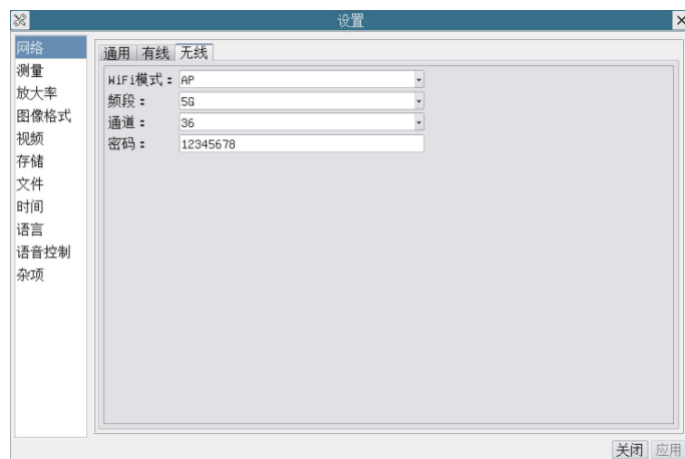 设置
网络
测量
放大率
图像格式
视频
存储
文件
时间
语言
语音控制
杂项
通用 有线 无线
WiFi模式： AP
频段： 5G
通道： 36
密码： 12345678
关闭 应用